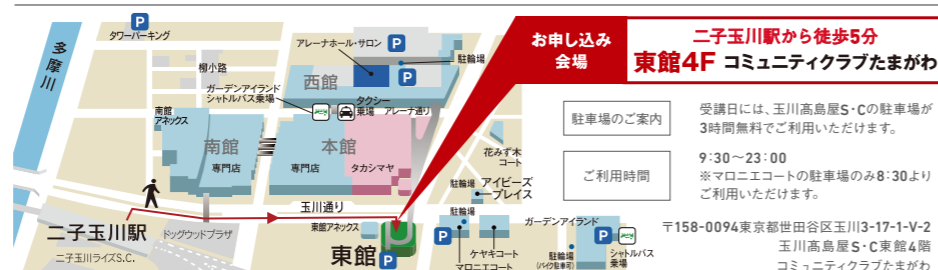 P
タワーパーキング
多摩川
柳小路
アレーナホール・サロン
P
P
駐輪場
西館
ガーデンアイランド
シャトルバス乗場
タクシー
乗場
アレーナ通り
南館
アネックス
南館
専門店
本館
専門店
タカシマヤ
花みず木
コート
駐輪場
アイビーズ
プレイス
玉川通り
二子玉川駅
二子玉川ライズS.C.
ドッグウッドプラザ
東館アネックス
P
東館
P
P
駐輪場
マロニエコート
ケヤキコート
ガーデンアイランド
駐輪場
(バイク駐車可)
P
シャトルバス
乗場
お申し込み
会場
二子玉川駅から徒歩5分
東館4F コミュニティクラブたまがわ
駐車場のご案内
受講日には、玉川髙島屋S・Cの駐車場が
3時間無料でご利用いただけます。
ご利用時間
9:30〜23:00
※マロニエコートの駐車場のみ8:30より
ご利用いただけます。
〒158-0094東京都世田谷区玉川3-17-1-V-2
玉川髙島屋S・C東館4階
コミュニティクラブたまがわ